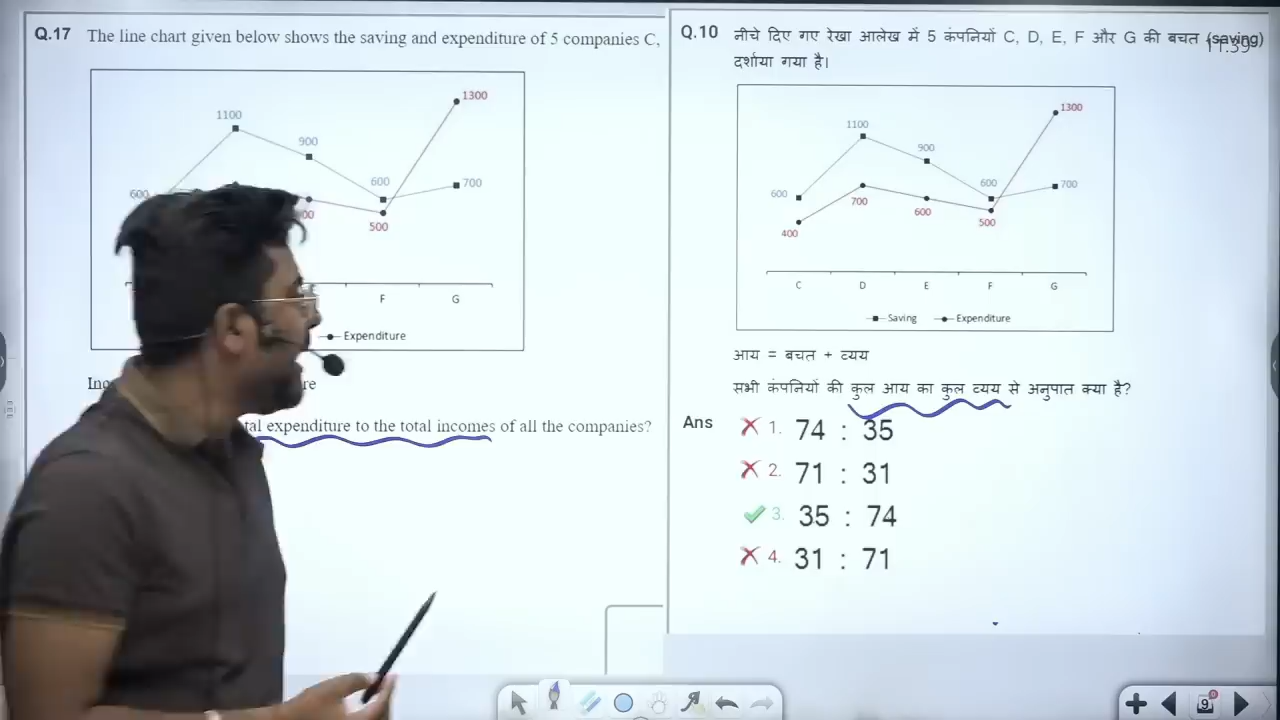 Q.17 The line chart given below shows the saving and expenditure of 5 companies C,
1300
1100
900
600
600
700
500
F G
Expenditure
tal expenditure to the total incomes of all the companies?
Q.10 नीचे दिए गए रेखा आलेख में 5 कंपनियों C, D, E, F और G की बचत (saving)
दर्शाया गया है।
1300
1100
900
600
600
700
700
600
500
400
C D E F G
Saving Expenditure
आय = बचत + व्यय
सभी कंपनियों की कुल आय का कुल व्यय से अनुपात क्या है?
Ans
1. 74 : 35
2. 71 : 31
3. 35 : 74
4. 31 : 71
9